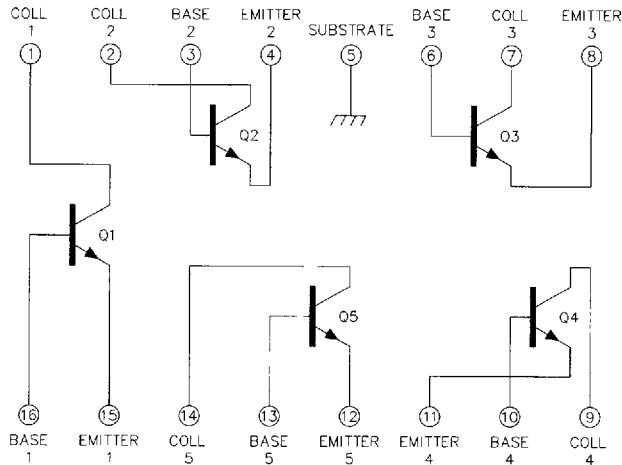 COLL COLL BASE EMITTER SUBSTRATE BASE COLL EMITTER
1 2 2 2 3 3 3
1 2 3 4 5 6 7 8
Q2 Q3
Q1
Q5 Q4
16 15 14 13 12 11 10 9
BASE EMITTER COLL BASE EMITTER EMITTER BASE COLL
1 1 5 5 5 4 4 4